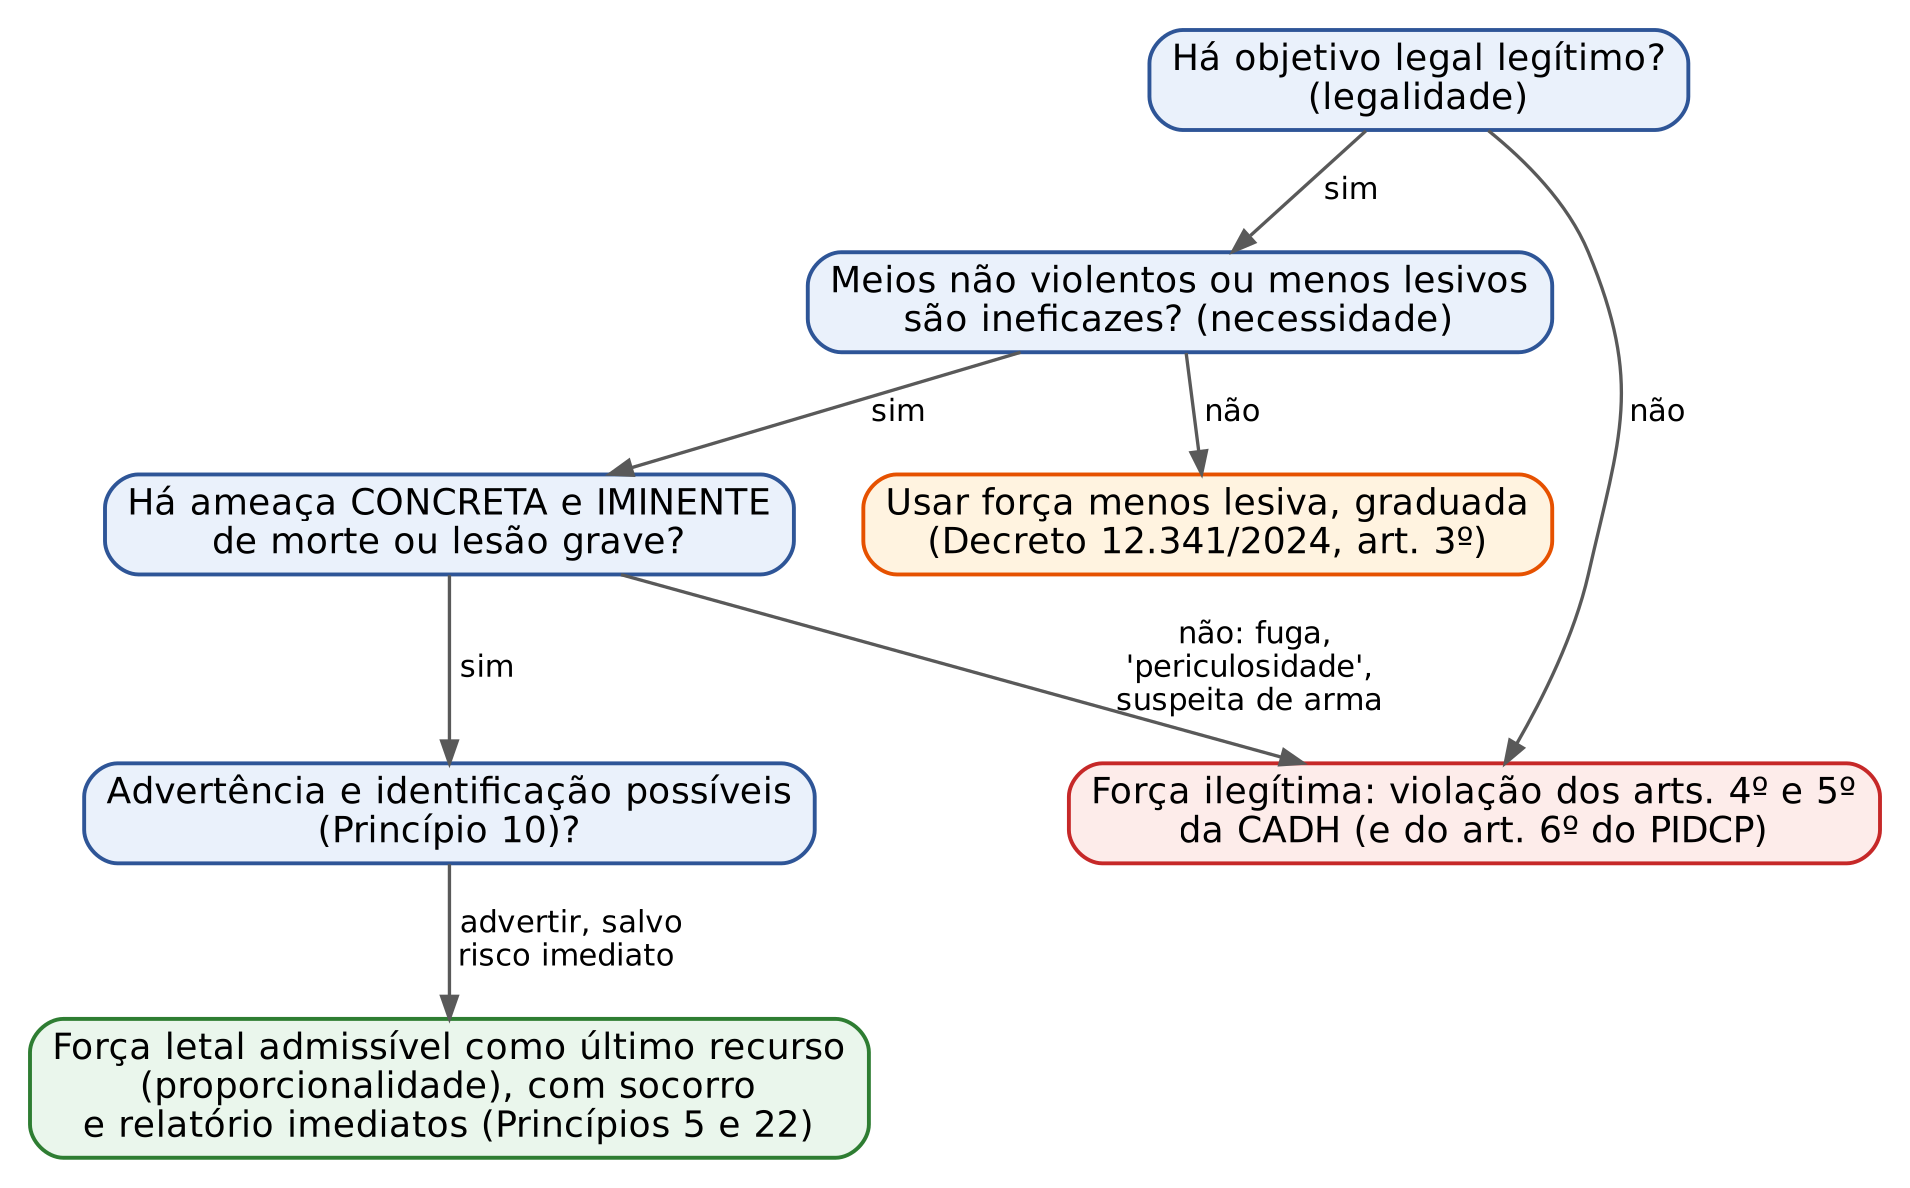 Há objetivo legal legítimo?
(legalidade)
sim
Meios não violentos ou menos lesivos
são ineficazes? (necessidade)
sim
não
não
Há ameaça CONCRETA e IMINENTE
de morte ou lesão grave?
Usar força menos lesiva, graduada
(Decreto 12.341/2024, art. 3º)
sim
não: fuga,
'periculosidade',
suspeita de arma
Advertência e identificação possíveis
(Princípio 10)?
Força ilegítima: violação dos arts. 4º e 5º
da CADH (e do art. 6º do PIDCP)
advertir, salvo
risco imediato
Força letal admissível como último recurso
(proporcionalidade), com socorro
e relatório imediatos (Princípios 5 e 22)